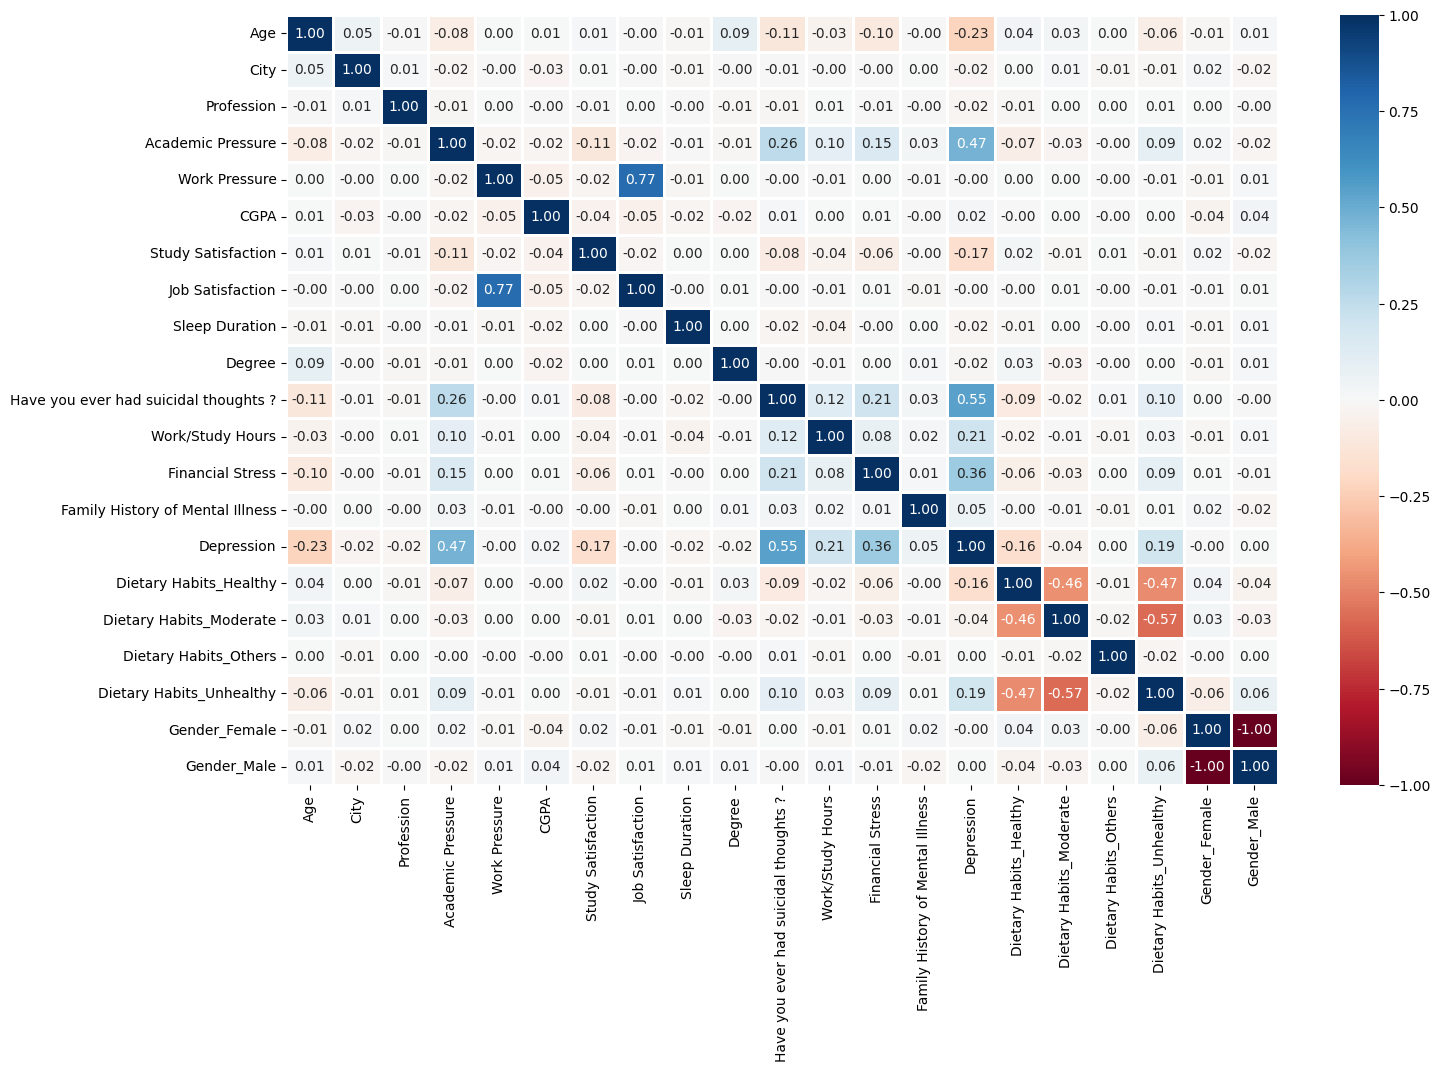 Age 1.00 0.05 -0.01 -0.08 0.00 0.01 0.01 -0.00 -0.01 0.09 -0.11 -0.03 -0.10 -0.00 -0.23 0.04 0.03 0.00 -0.06 -0.01 0.01
City 0.05 1.00 0.01 -0.02 -0.00 -0.03 0.01 -0.00 -0.01 -0.00 -0.01 -0.00 -0.00 0.00 -0.02 0.00 0.01 -0.01 -0.01 0.02 -0.02
Profession -0.01 0.01 1.00 -0.01 0.00 -0.00 -0.01 0.00 -0.00 -0.01 -0.01 0.01 -0.01 -0.00 -0.02 -0.01 0.00 0.00 0.01 0.00 -0.00
Academic Pressure -0.08 -0.02 -0.01 1.00 -0.02 -0.02 -0.11 -0.02 -0.01 -0.01 0.26 0.10 0.15 0.03 0.47 -0.07 -0.03 -0.00 0.09 0.02 -0.02
Work Pressure 0.00 -0.00 0.00 -0.02 1.00 -0.05 -0.02 0.77 -0.01 0.00 -0.00 -0.01 0.00 -0.01 -0.00 0.00 0.00 -0.00 -0.01 -0.01 0.01
CGPA 0.01 -0.03 -0.00 -0.02 -0.05 1.00 -0.04 -0.05 -0.02 -0.02 0.01 0.00 0.01 -0.00 0.02 -0.00 0.00 -0.00 0.00 -0.04 0.04
Study Satisfaction 0.01 0.01 -0.01 -0.11 -0.02 -0.04 1.00 -0.02 0.00 0.00 -0.08 -0.04 -0.06 -0.00 -0.17 0.02 -0.01 0.01 -0.01 0.02 -0.02
Job Satisfaction -0.00 -0.00 0.00 -0.02 0.77 -0.05 -0.02 1.00 -0.00 0.01 -0.00 -0.01 0.01 -0.01 -0.00 -0.00 0.01 -0.00 -0.01 -0.01 0.01
Sleep Duration -0.01 -0.01 -0.00 -0.01 -0.01 -0.02 0.00 -0.00 1.00 0.00 -0.02 -0.04 -0.00 0.00 -0.02 -0.01 0.00 -0.00 0.01 -0.01 0.01
Degree 0.09 -0.00 -0.01 -0.01 0.00 -0.02 0.00 0.01 0.00 1.00 -0.00 -0.01 0.00 0.01 -0.02 0.03 -0.03 -0.00 0.00 -0.01 0.01
Have you ever had suicidal thoughts ? -0.11 -0.01 -0.01 0.26 -0.00 0.01 -0.08 -0.00 -0.02 -0.00 1.00 0.12 0.21 0.03 0.55 -0.09 -0.02 0.01 0.10 0.00 -0.00
Work/Study Hours -0.03 -0.00 0.01 0.10 -0.01 0.00 -0.04 -0.01 -0.04 -0.01 0.12 1.00 0.08 0.02 0.21 -0.02 -0.01 -0.01 0.03 -0.01 0.01
Financial Stress -0.10 -0.00 -0.01 0.15 0.00 0.01 -0.06 0.01 -0.00 0.00 0.21 0.08 1.00 0.01 0.36 -0.06 -0.03 0.00 0.09 0.01 -0.01
Family History of Mental Illness -0.00 0.00 -0.00 0.03 -0.01 -0.00 -0.00 -0.01 0.00 0.01 0.03 0.02 0.01 1.00 0.05 -0.00 -0.01 -0.01 0.01 0.02 -0.02
Depression -0.23 -0.02 -0.02 0.47 -0.00 0.02 -0.17 -0.00 -0.02 -0.02 0.55 0.21 0.36 0.05 1.00 -0.16 -0.04 0.00 0.19 -0.00 0.00
Dietary Habits_Healthy 0.04 0.00 -0.01 -0.07 0.00 -0.00 0.02 -0.00 -0.01 0.03 -0.09 -0.02 -0.06 -0.00 -0.16 1.00 -0.46 -0.01 -0.47 0.04 -0.04
Dietary Habits_Moderate 0.03 0.01 0.00 -0.03 0.00 0.00 -0.01 0.01 0.00 -0.03 -0.02 -0.01 -0.03 -0.01 -0.04 -0.46 1.00 -0.02 -0.57 0.03 -0.03
Dietary Habits_Others 0.00 -0.01 0.00 -0.00 -0.00 -0.00 0.01 -0.00 -0.00 -0.00 0.01 -0.01 0.00 -0.01 0.00 -0.01 -0.02 1.00 -0.02 -0.00 0.00
Dietary Habits_Unhealthy -0.06 -0.01 0.01 0.09 -0.01 0.00 -0.01 -0.01 0.01 0.00 0.10 0.03 0.09 0.01 0.19 -0.47 -0.57 -0.02 1.00 -0.06 0.06
Gender_Female -0.01 0.02 0.00 0.02 -0.01 -0.04 0.02 -0.01 -0.01 -0.01 0.00 -0.01 0.01 0.02 -0.00 0.04 0.03 -0.00 -0.06 1.00 -1.00
Gender_Male 0.01 -0.02 -0.00 -0.02 0.01 0.04 -0.02 0.01 0.01 0.01 -0.00 0.01 -0.01 -0.02 0.00 -0.04 -0.03 0.00 0.06 -1.00 1.00
Age
City
Profession
Academic Pressure
Work Pressure
CGPA
Study Satisfaction
Job Satisfaction
Sleep Duration
Degree
Have you ever had suicidal thoughts ?
Work/Study Hours
Financial Stress
Family History of Mental Illness
Depression
Dietary Habits_Healthy
Dietary Habits_Moderate
Dietary Habits_Others
Dietary Habits_Unhealthy
Gender_Female
Gender_Male
1.00
0.75
0.50
0.25
0.00
−0.25
−0.50
−0.75
−1.00